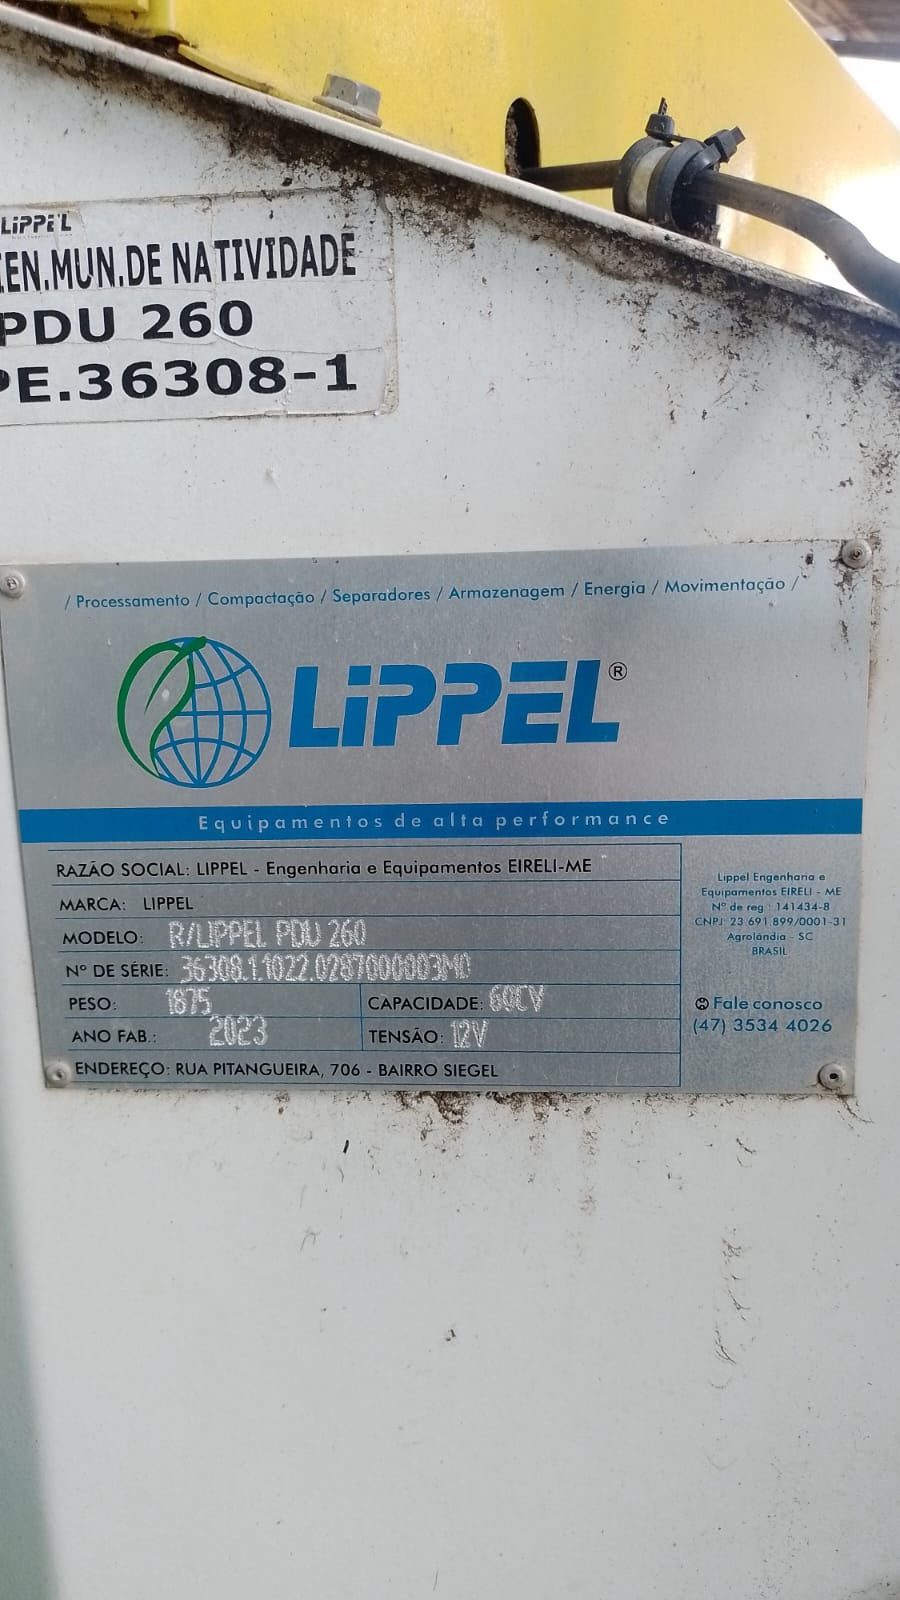 LiPPEL
EN.MUN.DE NATIVIDADE
PDU 260
PE.36308-1
/ Processamento / Compactação / Separadores / Armazenagem / Energia / Movimentação /
LiPPEL®
Equipamentos de alta performance
RAZÃO SOCIAL: LIPPEL - Engenharia e Equipamentos EIRELI-ME
MARCA: LIPPEL
MODELO: R/LIPPEL PDU 260
Nº DE SÉRIE: 36308.1.1022.0287000003M0
PESO: 1875
CAPACIDADE: 60CV
ANO FAB.: 2023
TENSÃO: 12V
ENDEREÇO: RUA PITANGUEIRA, 706 - BAIRRO SIEGEL
Lippel Engenharia e
Equipamentos EIRELI - ME
Nº de reg : 141434-8
CNPJ: 23 691 899/0001-31
Agrolândia - SC
BRASIL
Fale conosco
(47) 3534 4026